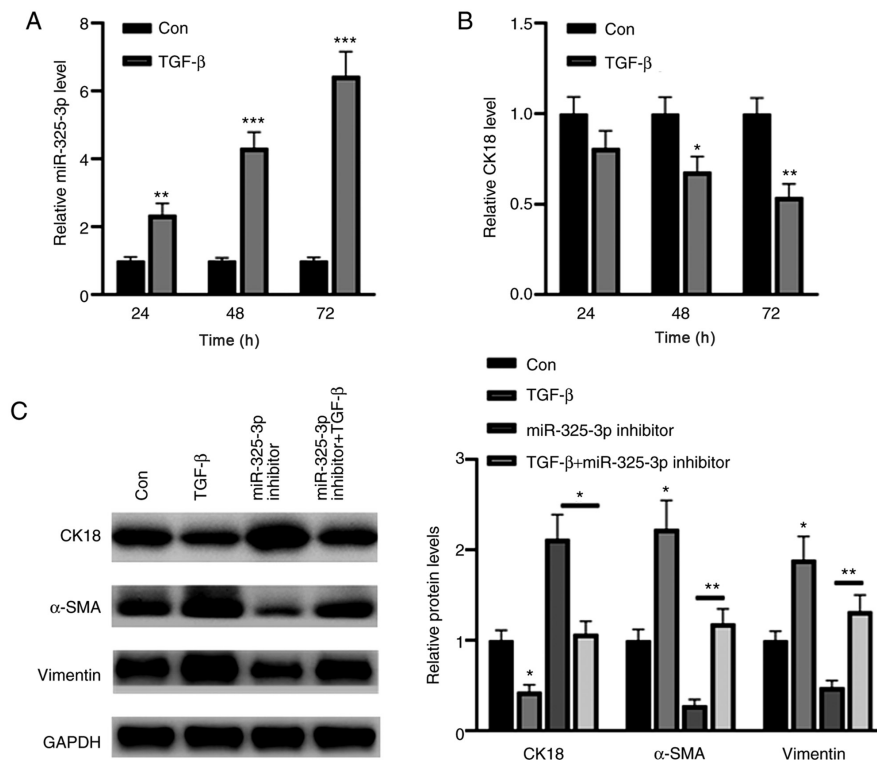 A
Con
TGF-β
Relative miR-325-3p level
8
6
4
2
0
**
***
***
24
48
72
Time (h)
B
Con
TGF-β
Relative CK18 level
1.5
1.0
0.5
0.0
*
**
24
48
72
Time (h)
C
Con
TGF-β
miR-325-3p
inhibitor
miR-325-3p
inhibitor+TGF-β
CK18
α-SMA
Vimentin
GAPDH
Con
TGF-β
miR-325-3p inhibitor
TGF-β+miR-325-3p inhibitor
Relative protein levels
3
2
1
0
*
*
*
**
*
**
CK18
α-SMA
Vimentin